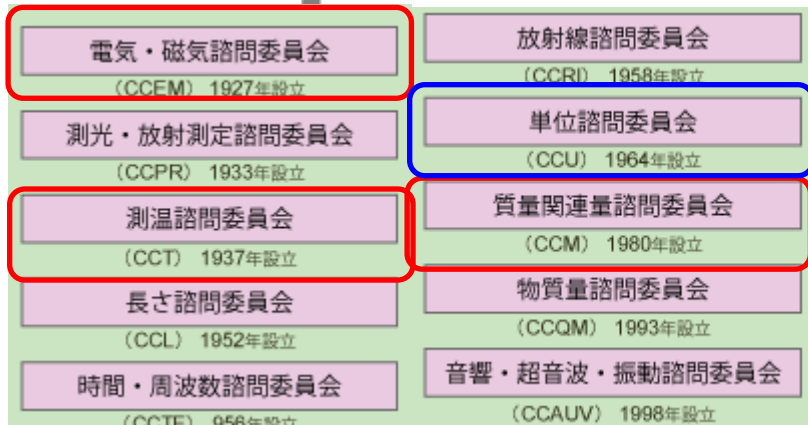 電気・磁気諮問委員会
(CCEM) 1927年設立
測光・放射測定諮問委員会
(CCPR) 1933年設立
測温諮問委員会
(CCT) 1937年設立
長さ諮問委員会
(CCL) 1952年設立
時間・周波数諮問委員会
(CCTF) 956年設立
放射線諮問委員会
(CCRI) 1958年設立
単位諮問委員会
(CCU) 1964年設立
質量関連量諮問委員会
(CCM) 1980年設立
物質量諮問委員会
(CCQM) 1993年設立
音響・超音波・振動諮問委員会
(CCAUV) 1998年設立